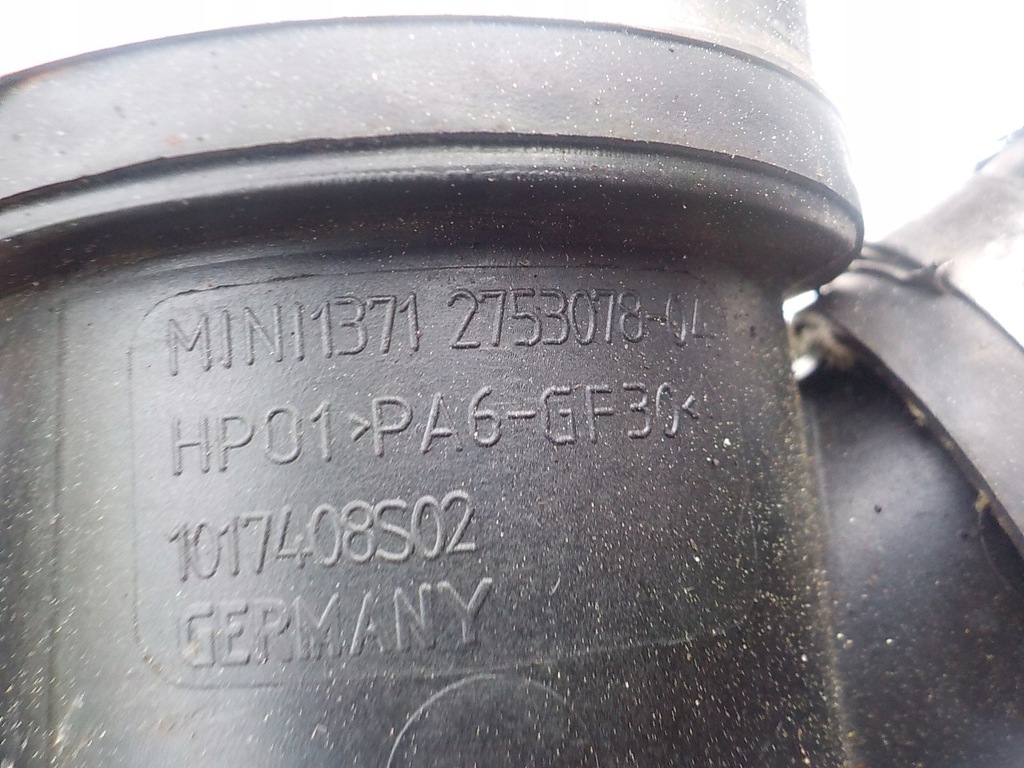 MINI 1371 2753078-04
HP01 >PA6-GF30<
1017408S02
GERMANY